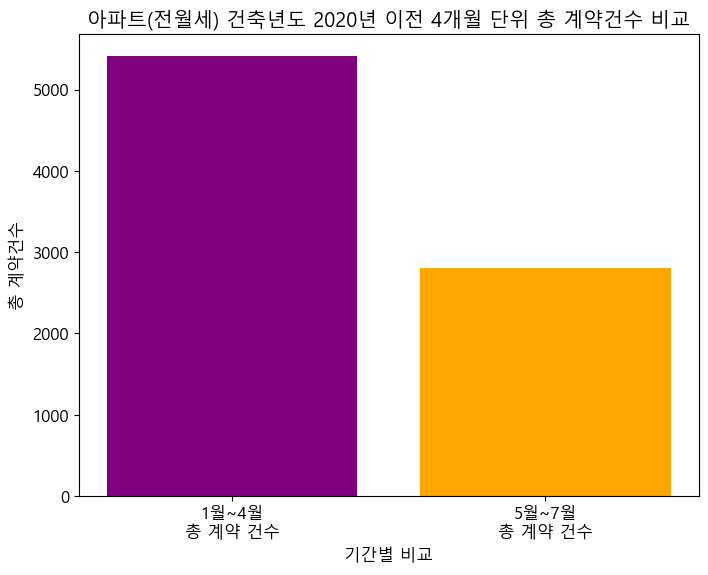 아파트(전월세) 건축년도 2020년 이전 4개월 단위 총 계약건수 비교
총 계약건수
5000
4000
3000
2000
1000
0
1월~4월
총 계약 건수
5월~7월
총 계약 건수
기간별 비교